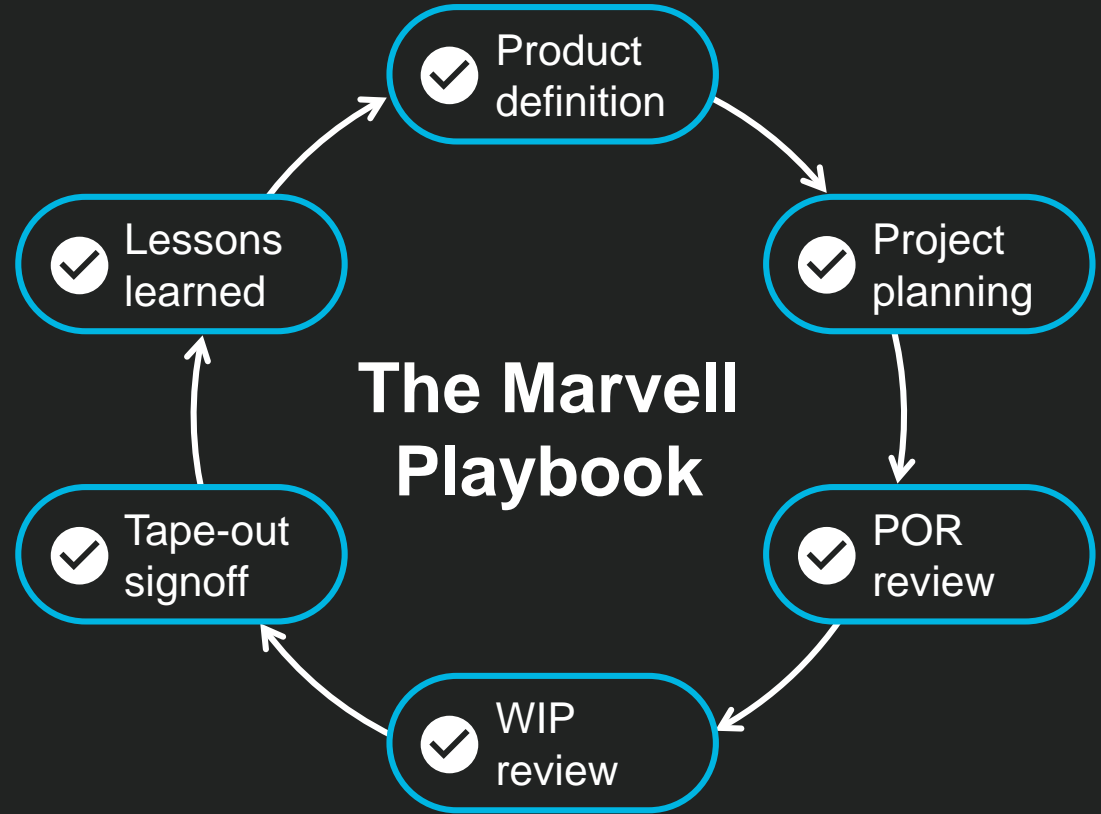 Product
definition
Project
planning
POR
review
WIP
review
Tape-out
signoff
Lessons
learned
The Marvell
Playbook